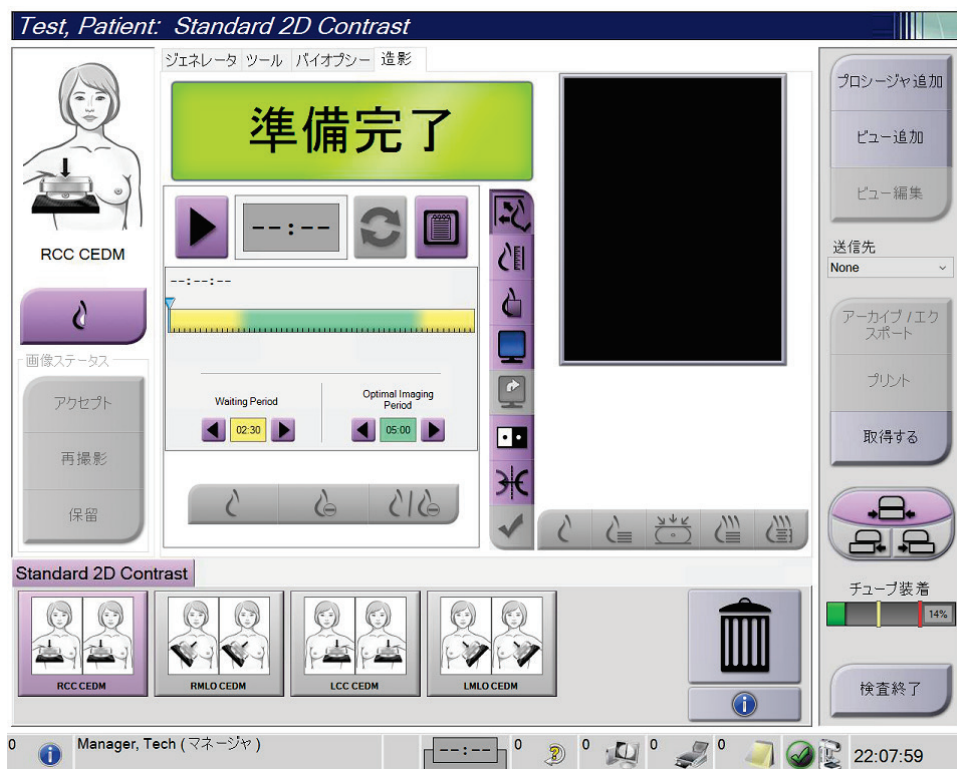 Test, Patient: Standard 2D Contrast
ジェネレータ ツール バイオプシー 造影
準備完了
RCC CEDM
--:--
--:--:--
Waiting Period
02:30
Optimal Imaging
Period
05:00
画像ステータス
アクセプト
再撮影
保留
プロシージャ追加
ビュー追加
ビュー編集
送信先
None
アーカイブ / エク
スポート
プリント
取得する
チューブ装着
14%
検査終了
Standard 2D Contrast
RCC CEDM
RMLO CEDM
LCC CEDM
LMLO CEDM
0 Manager, Tech (マネージャ) --:-- 0 0 0 0 22:07:59